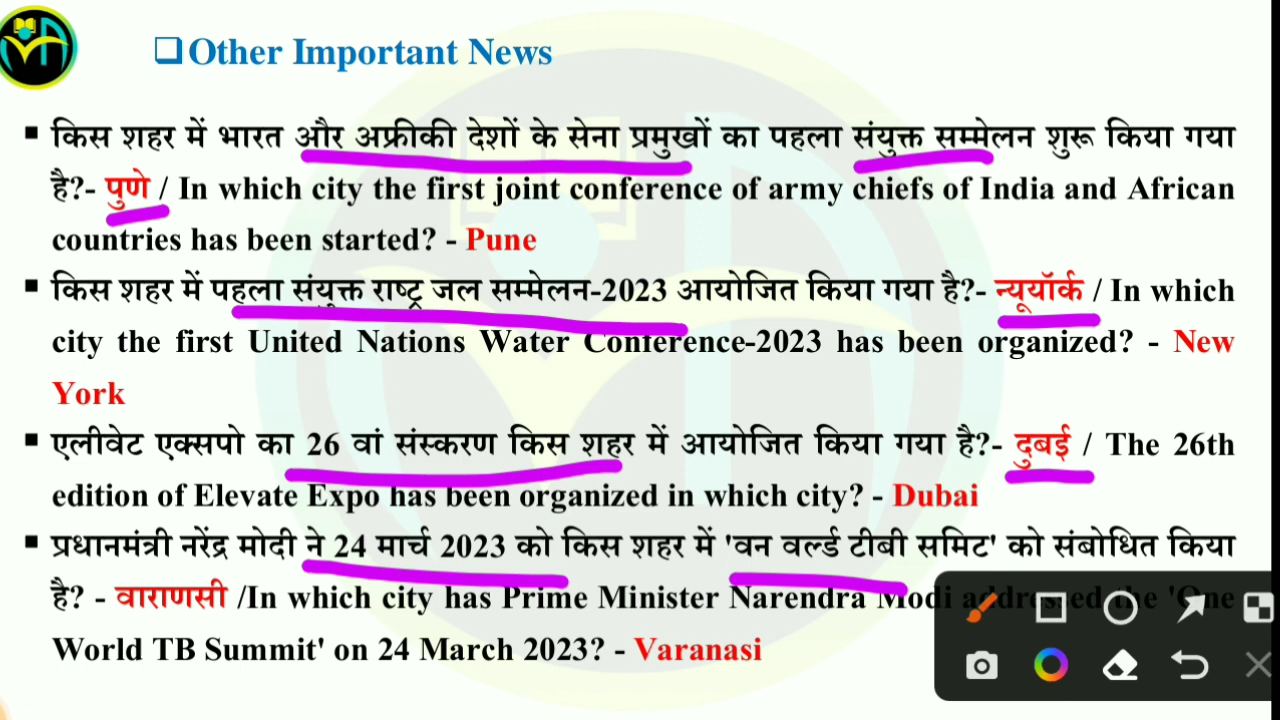 ❑Other Important News
▪ किस शहर में भारत और अफ्रीकी देशों के सेना प्रमुखों का पहला संयुक्त सम्मेलन शुरू किया गया
है?- पुणे / In which city the first joint conference of army chiefs of India and African
countries has been started? - Pune
▪ किस शहर में पहला संयुक्त राष्ट्र जल सम्मेलन-2023 आयोजित किया गया है?- न्यूयॉर्क / In which
city the first United Nations Water Conference-2023 has been organized? - New
York
▪ एलीवेट एक्सपो का 26 वां संस्करण किस शहर में आयोजित किया गया है?- दुबई / The 26th
edition of Elevate Expo has been organized in which city? - Dubai
▪ प्रधानमंत्री नरेंद्र मोदी ने 24 मार्च 2023 को किस शहर में 'वन वर्ल्ड टीबी समिट' को संबोधित किया
है? - वाराणसी /In which city has Prime Minister Narendra Modi addressed the 'One
World TB Summit' on 24 March 2023? - Varanasi